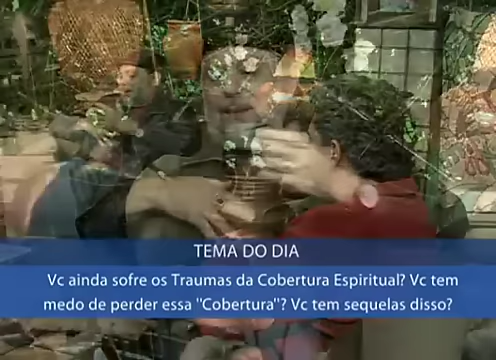 TEMA DO DIA
Vc ainda sofre os Traumas da Cobertura Espiritual? Vc tem
medo de perder essa "Cobertura"? Vc tem sequelas disso?